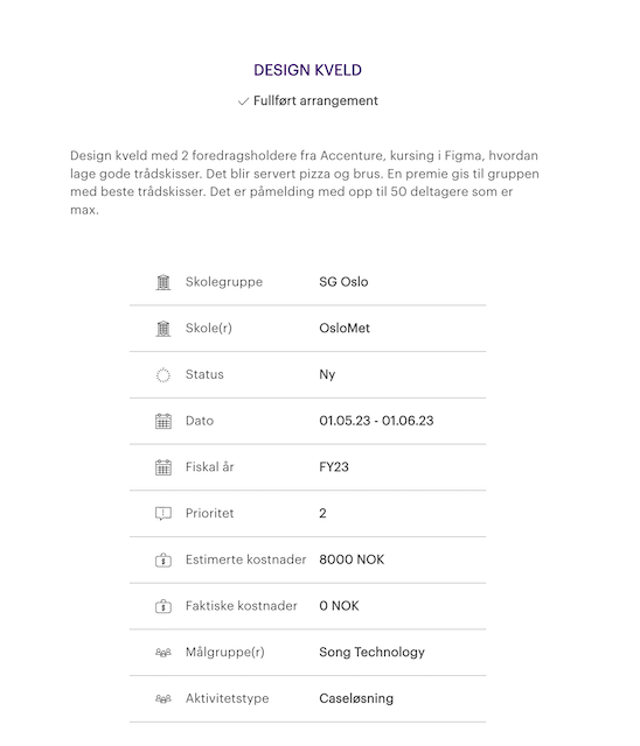 DESIGN KVELD
Fullført arrangement
Design kveld med 2 foredragsholdere fra Accenture, kursing i Figma, hvordan
lage gode trådskisser. Det blir servert pizza og brus. En premie gis til gruppen
med beste trådskisser. Det er påmelding med opp til 50 deltagere som er
max.
Skolegruppe SG Oslo
Skole(r) OsloMet
Status Ny
Dato 01.05.23 - 01.06.23
Fiskal år FY23
Prioritet 2
Estimerte kostnader 8000 NOK
Faktiske kostnader 0 NOK
Målgruppe(r) Song Technology
Aktivitetstype Caseløsning